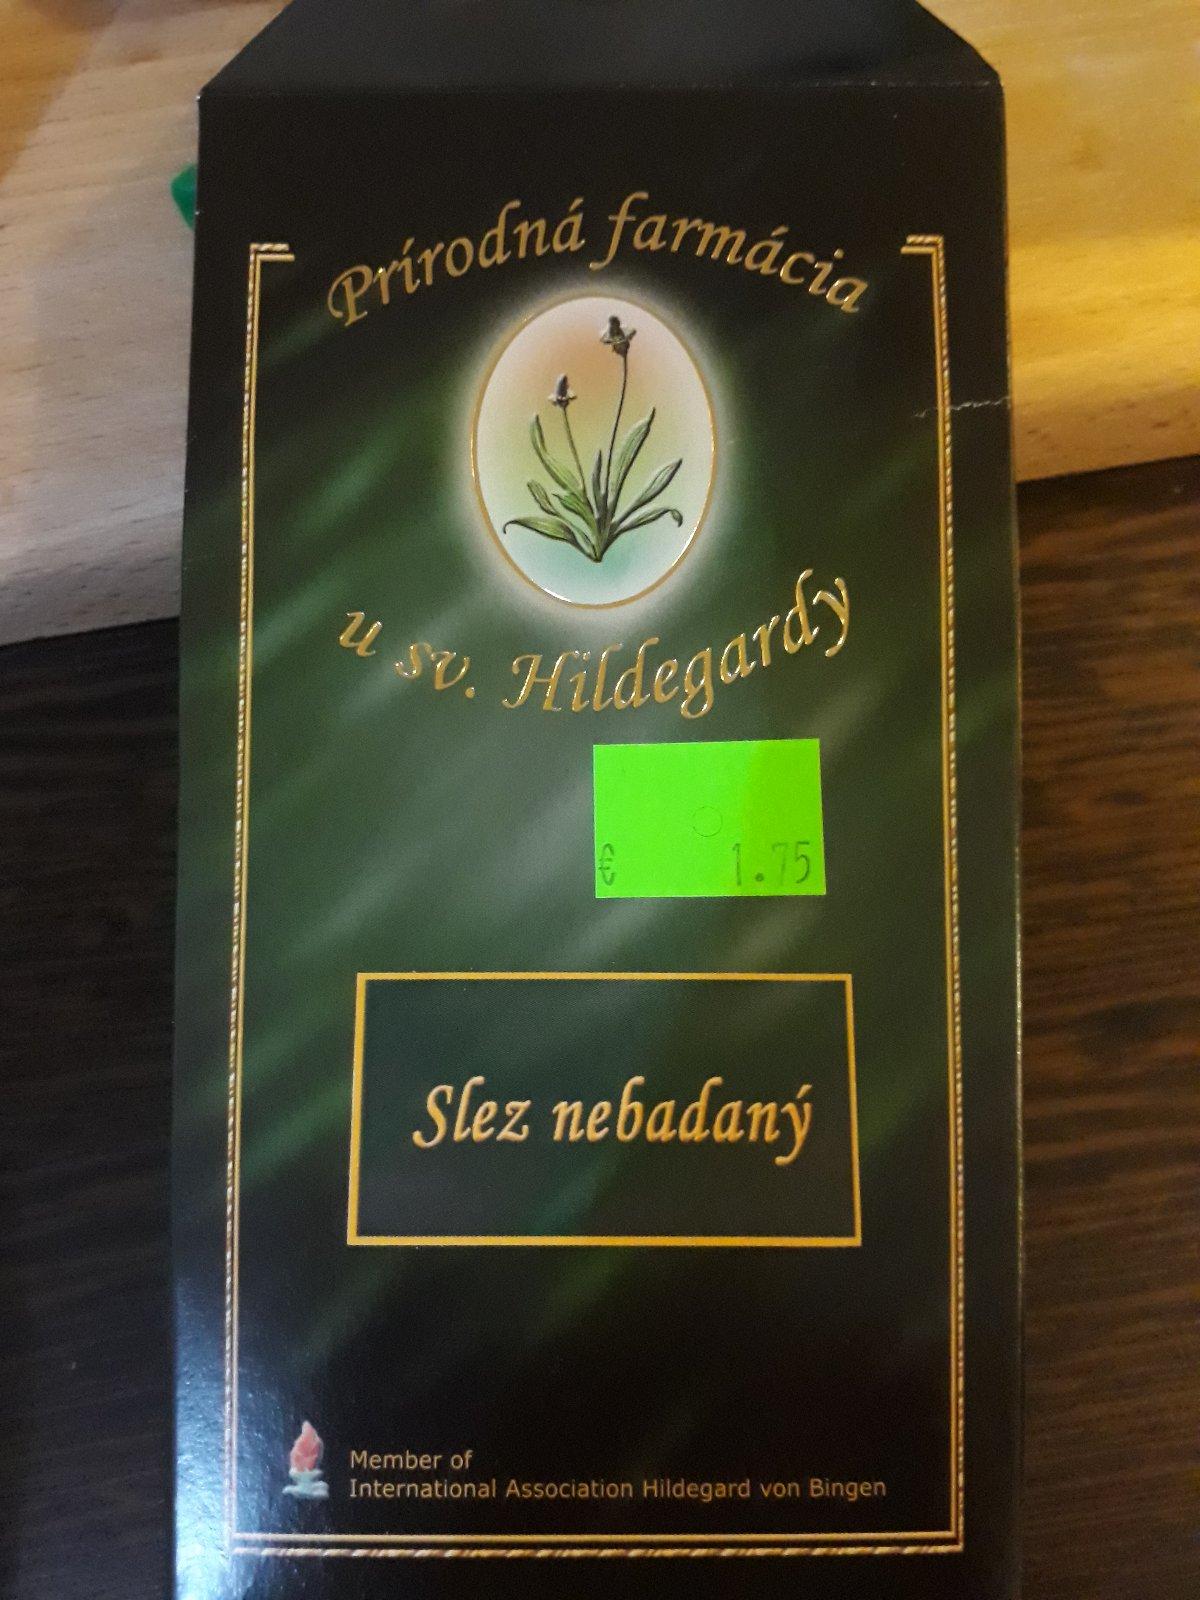 Prírodná farmácia
u sv. Hildegardy
€ 1.75
Slez nebadaný
Member of
International Association Hildegard von Bingen